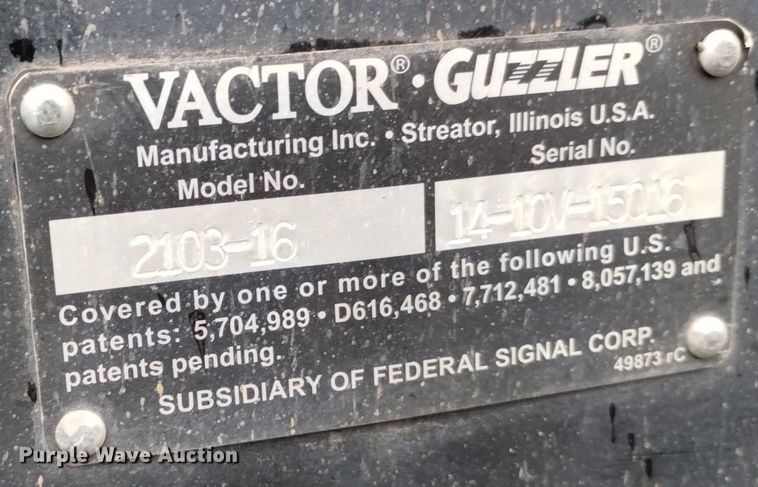 VACTOR® · GUZZLER®
Manufacturing Inc. • Streator, Illinois U.S.A.
Model No. Serial No.
2103-16 14-10V-15016
Covered by one or more of the following U.S.
patents: 5,704,989 • D616,468 • 7,712,481 • 8,057,139 and
patents pending.
SUBSIDIARY OF FEDERAL SIGNAL CORP.
49873 rC
Purple Wave Auction